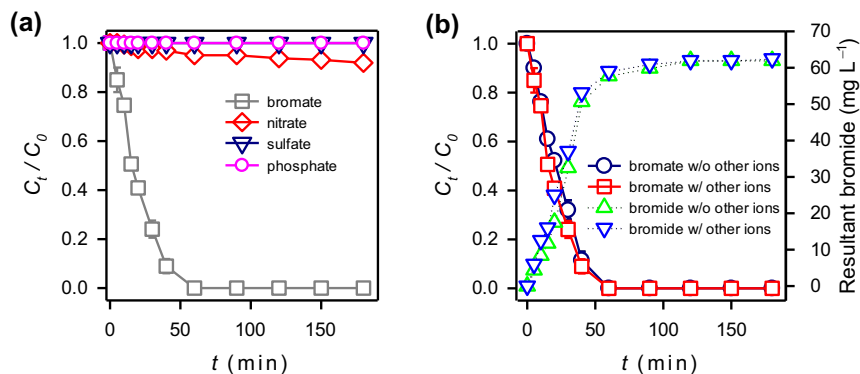 (a)
1.0
0.8
0.6
0.4
0.2
0.0
C_t / C_0
bromate
nitrate
sulfate
phosphate
0 50 100 150
t (min)
(b)
1.0
0.8
0.6
0.4
0.2
0.0
C_t / C_0
bromate w/o other ions
bromate w/ other ions
bromide w/o other ions
bromide w/ other ions
70
60
50
40
30
20
10
0
Resultant bromide (mg L⁻¹)
0 50 100 150
t (min)